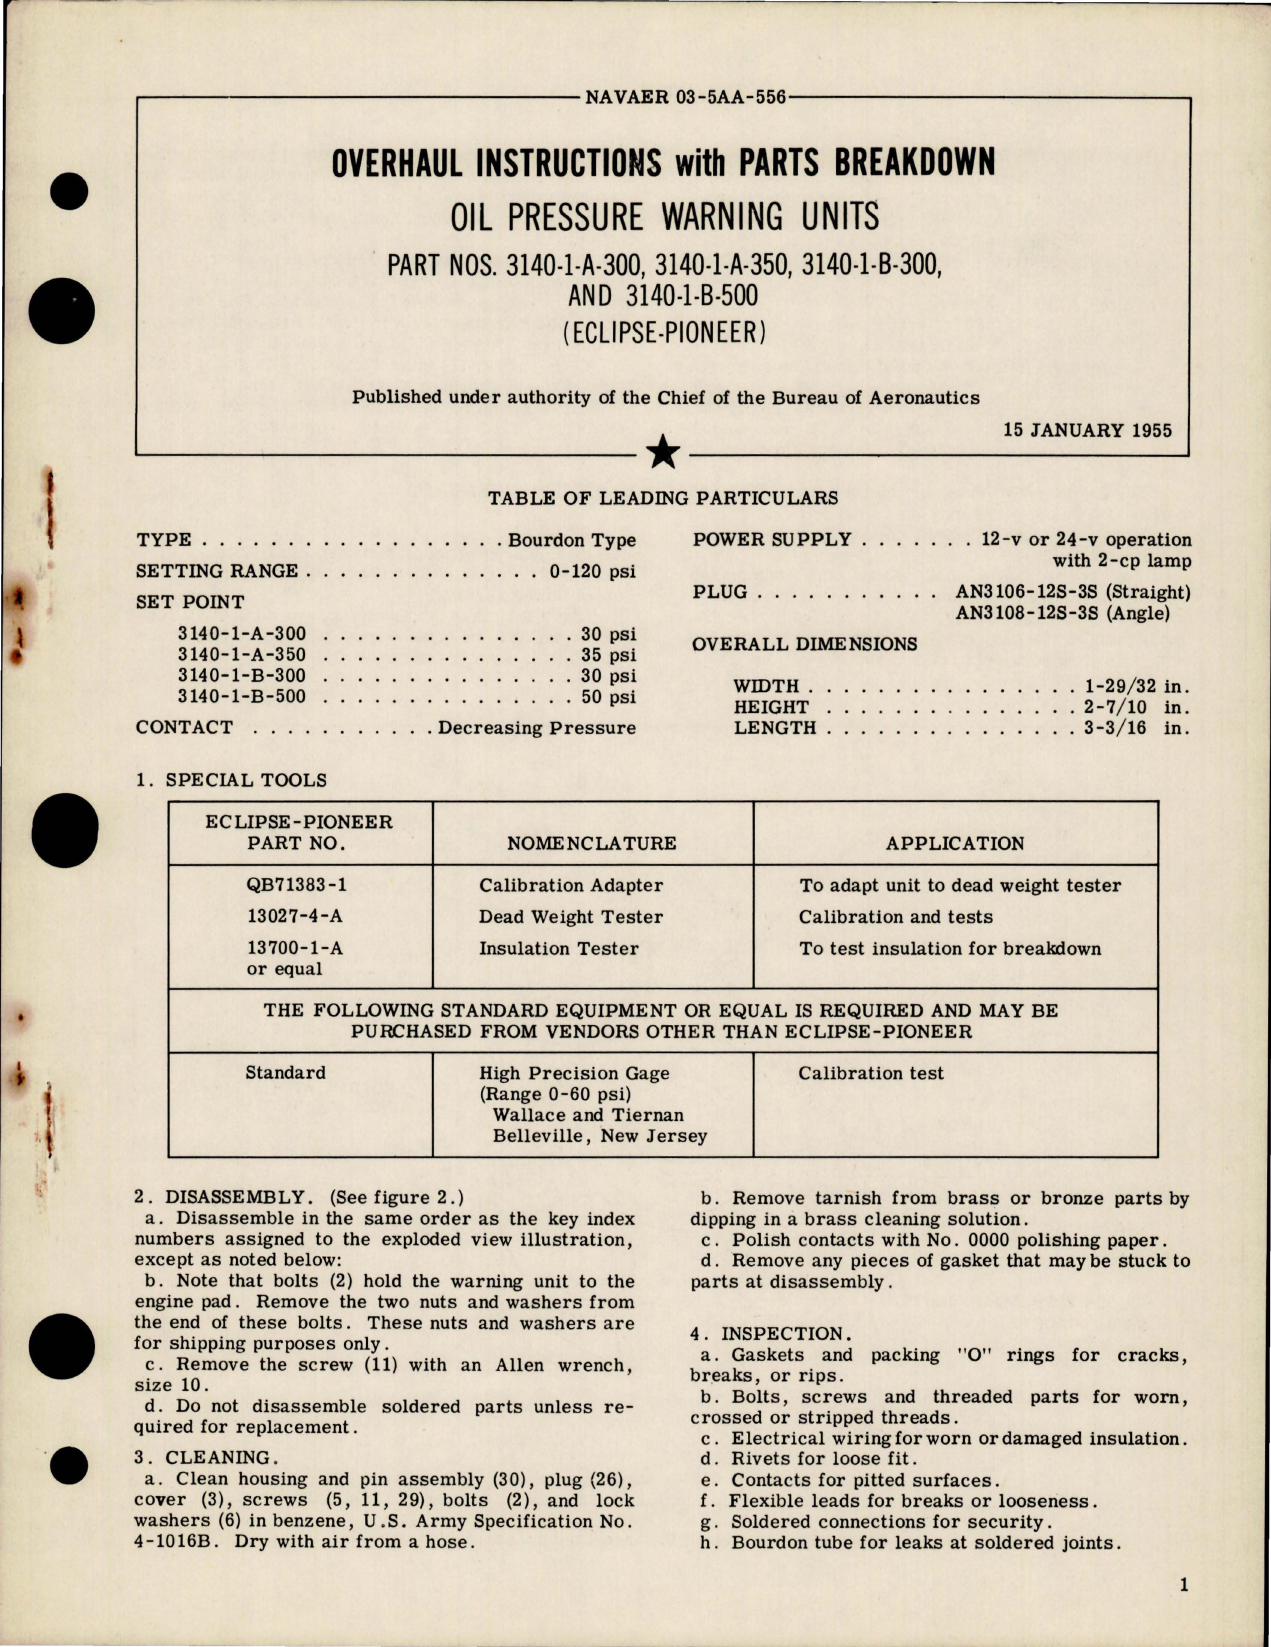 NAVAER 03-5AA-556
OVERHAUL INSTRUCTIONS with PARTS BREAKDOWN
OIL PRESSURE WARNING UNITS
PART NOS. 3140-1-A-300, 3140-1-A-350, 3140-1-B-300,
AND 3140-1-B-500
(ECLIPSE-PIONEER)
Published under authority of the Chief of the Bureau of Aeronautics
15 JANUARY 1955
TABLE OF LEADING PARTICULARS
TYPE . . . . . . . . . . . . . . . . . . Bourdon Type
SETTING RANGE . . . . . . . . . . . . . . 0-120 psi
SET POINT
3140-1-A-300 . . . . . . . . . . . . . . . 30 psi
3140-1-A-350 . . . . . . . . . . . . . . . 35 psi
3140-1-B-300 . . . . . . . . . . . . . . . 30 psi
3140-1-B-500 . . . . . . . . . . . . . . . 50 psi
CONTACT . . . . . . . . . . . Decreasing Pressure
POWER SUPPLY . . . . . . . 12-v or 24-v operation
with 2-cp lamp
PLUG . . . . . . . . . . . AN3106-12S-3S (Straight)
AN3108-12S-3S (Angle)
OVERALL DIMENSIONS
WIDTH . . . . . . . . . . . . . . . . 1-29/32 in.
HEIGHT . . . . . . . . . . . . . . . 2-7/10 in.
LENGTH . . . . . . . . . . . . . . . 3-3/16 in.
1. SPECIAL TOOLS
ECLIPSE-PIONEER
PART NO. NOMENCLATURE APPLICATION
QB71383-1 Calibration Adapter To adapt unit to dead weight tester
13027-4-A Dead Weight Tester Calibration and tests
13700-1-A Insulation Tester To test insulation for breakdown
or equal
THE FOLLOWING STANDARD EQUIPMENT OR EQUAL IS REQUIRED AND MAY BE
PURCHASED FROM VENDORS OTHER THAN ECLIPSE-PIONEER
Standard High Precision Gage Calibration test
(Range 0-60 psi)
Wallace and Tiernan
Belleville, New Jersey
2. DISASSEMBLY. (See figure 2.)
a. Disassemble in the same order as the key index
numbers assigned to the exploded view illustration,
except as noted below:
b. Note that bolts (2) hold the warning unit to the
engine pad. Remove the two nuts and washers from
the end of these bolts. These nuts and washers are
for shipping purposes only.
c. Remove the screw (11) with an Allen wrench,
size 10.
d. Do not disassemble soldered parts unless re-
quired for replacement.
3. CLEANING.
a. Clean housing and pin assembly (30), plug (26),
cover (3), screws (5, 11, 29), bolts (2), and lock
washers (6) in benzene, U.S. Army Specification No.
4-1016B. Dry with air from a hose.
b. Remove tarnish from brass or bronze parts by
dipping in a brass cleaning solution.
c. Polish contacts with No. 0000 polishing paper.
d. Remove any pieces of gasket that may be stuck to
parts at disassembly.
4. INSPECTION.
a. Gaskets and packing "O" rings for cracks,
breaks, or rips.
b. Bolts, screws and threaded parts for worn,
crossed or stripped threads.
c. Electrical wiring for worn or damaged insulation.
d. Rivets for loose fit.
e. Contacts for pitted surfaces.
f. Flexible leads for breaks or looseness.
g. Soldered connections for security.
h. Bourdon tube for leaks at soldered joints.
1